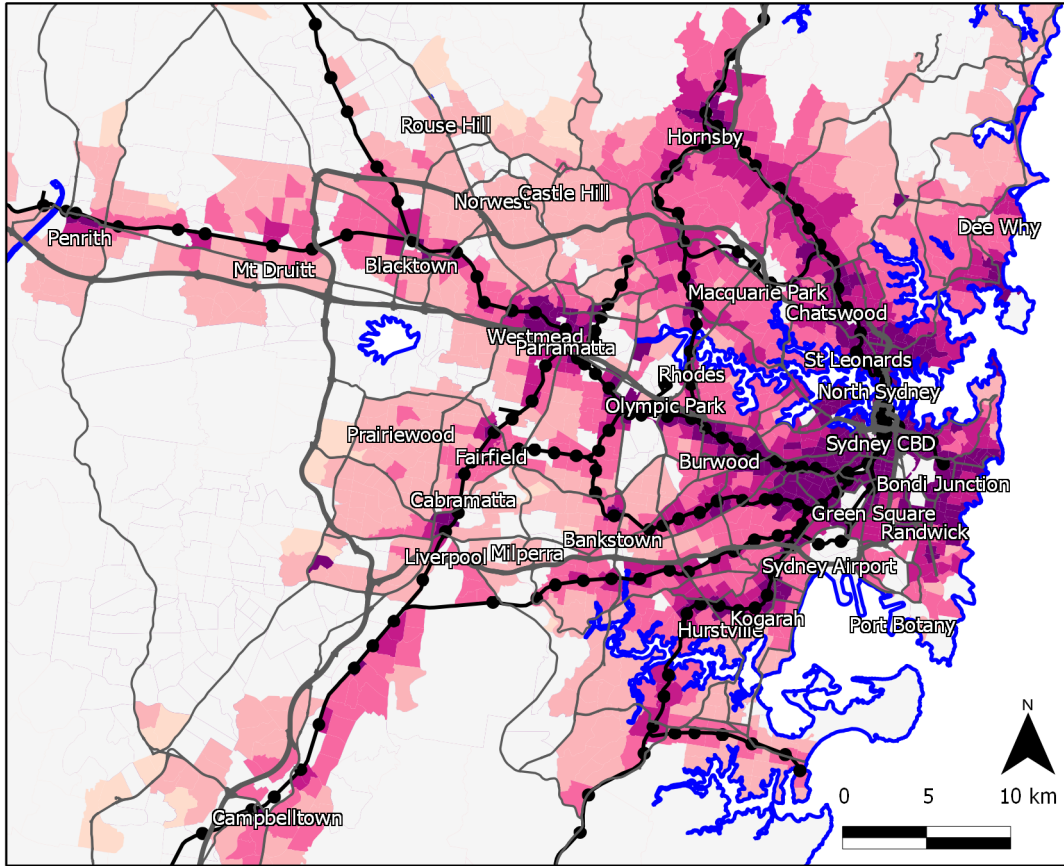 Rouse Hill
Hornsby
Castle Hill
Norwest
Dee Why
Penrith
Blacktown
Mt Druitt
Macquarie Park
Chatswood
Westmead
Parramatta
St Leonards
Rhodes
North Sydney
Olympic Park
Prairiewood
Sydney CBD
Fairfield
Burwood
Bondi Junction
Cabramatta
Green Square
Randwick
Bankstown
Liverpool
Milperra
Sydney Airport
Kogarah
Hurstville
Port Botany
N
0 5 10 km
Campbelltown